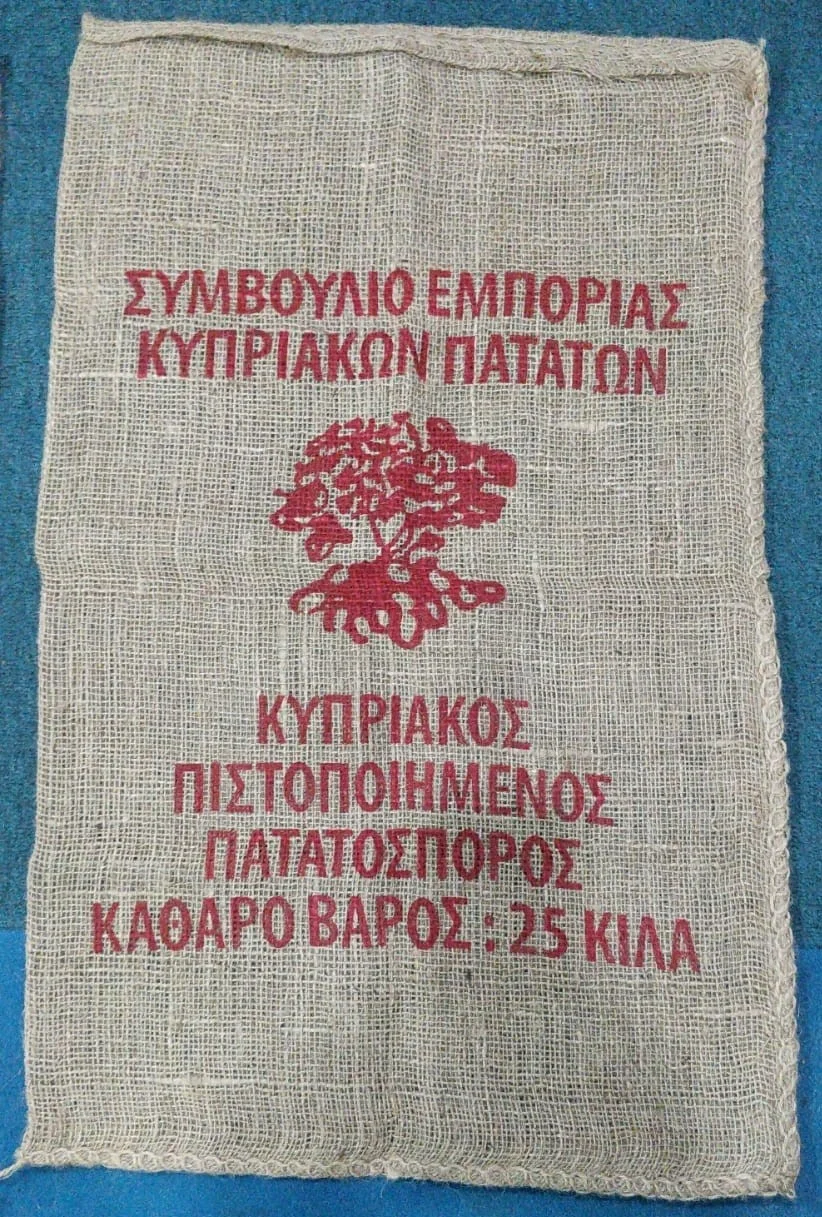 ΣΥΜΒΟΥΛΙΟ ΕΜΠΟΡΙΑΣ
ΚΥΠΡΙΑΚΩΝ ΠΑΤΑΤΩΝ
ΚΥΠΡΙΑΚΟΣ
ΠΙΣΤΟΠΟΙΗΜΕΝΟΣ
ΠΑΤΑΤΟΣΠΟΡΟΣ
ΚΑΘΑΡΟ ΒΑΡΟΣ : 25 ΚΙΛΑ